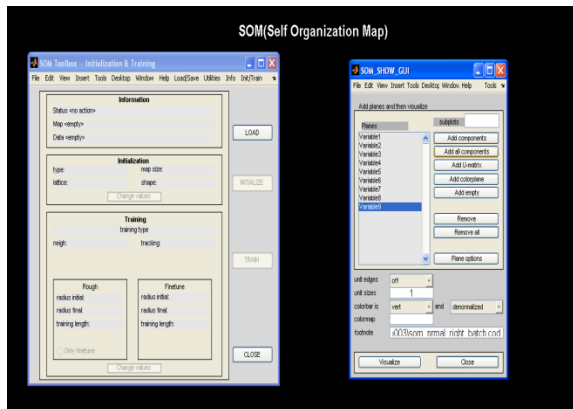 SOM(Self Organization Map)
SOM Toolbox -- Initialization & Training
File Edit View Insert Tools Desktop Window Help Load/Save Utilities Info Init/Train
Information
Status <no action>
Map <empty>
Data <empty>
LOAD
Initialization
type: map size:
lattice: shape:
Change values
INITIALIZE
Training
training type
neigh: tracking:
TRAIN
Rough
radius initial:
radius final:
training length:
Only finetune
Finetune
radius initial:
radius final:
training length:
Change values
CLOSE
SOM_SHOW_GUI
File Edit View Insert Tools Desktop Window Help Tools
Add planes and then visualize
Planes
subplots
Variable1
Variable2
Variable3
Variable4
Variable5
Variable6
Variable7
Variable8
Variable9
Add components
Add all components
Add U-matrix
Add colorplane
Add empty
Remove
Remove all
Plane options
unit edges off
unit sizes 1
colorbar is vert and denormalized
colormap
footnote 003\som_nrmal_right_batch.cod
Visualize Close